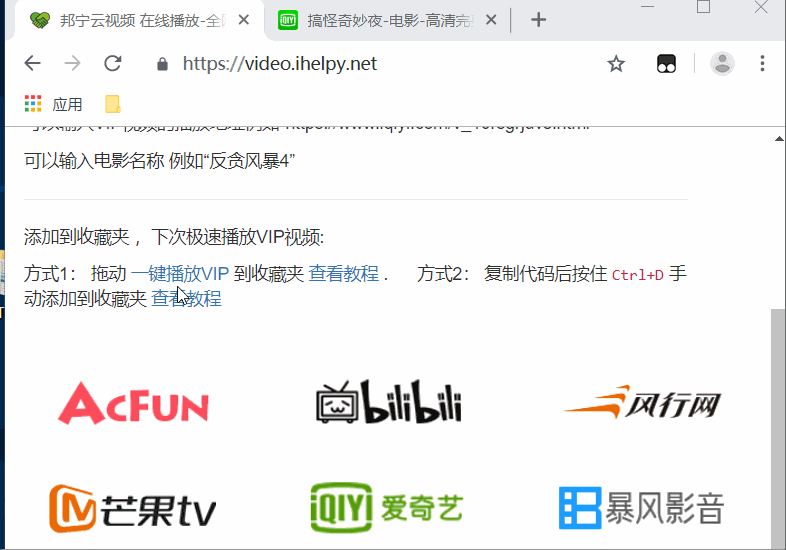 邦宁云视频 在线播放-全
搞怪奇妙夜-电影-高清完
https://video.ihelpy.net
应用
可以输入电影名称 例如“反贪风暴4”
添加到收藏夹 ，下次极速播放VIP视频:
方式1： 拖动 一键播放VIP 到收藏夹 查看教程 . 方式2： 复制代码后按住 Ctrl+D 手
动添加到收藏夹 查看教程
ACFUN bilibili 风行网
芒果tv iQIYI 爱奇艺 暴风影音